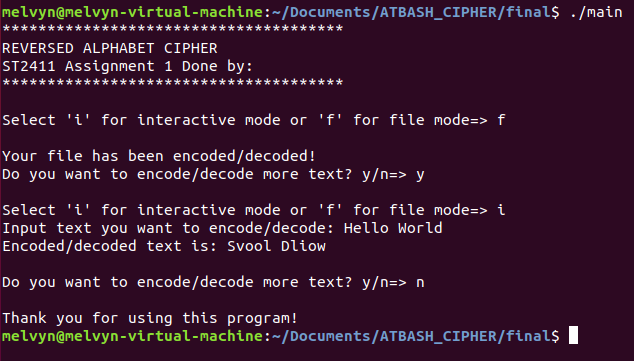 melvyn@melvyn-virtual-machine:~/Documents/ATBASH_CIPHER/final$ ./main
**************************************
REVERSED ALPHABET CIPHER
ST2411 Assignment 1 Done by:
**************************************
Select 'i' for interactive mode or 'f' for file mode=> f
Your file has been encoded/decoded!
Do you want to encode/decode more text? y/n=> y
Select 'i' for interactive mode or 'f' for file mode=> i
Input text you want to encode/decode: Hello World
Encoded/decoded text is: Svool Dliow
Do you want to encode/decode more text? y/n=> n
Thank you for using this program!
melvyn@melvyn-virtual-machine:~/Documents/ATBASH_CIPHER/final$